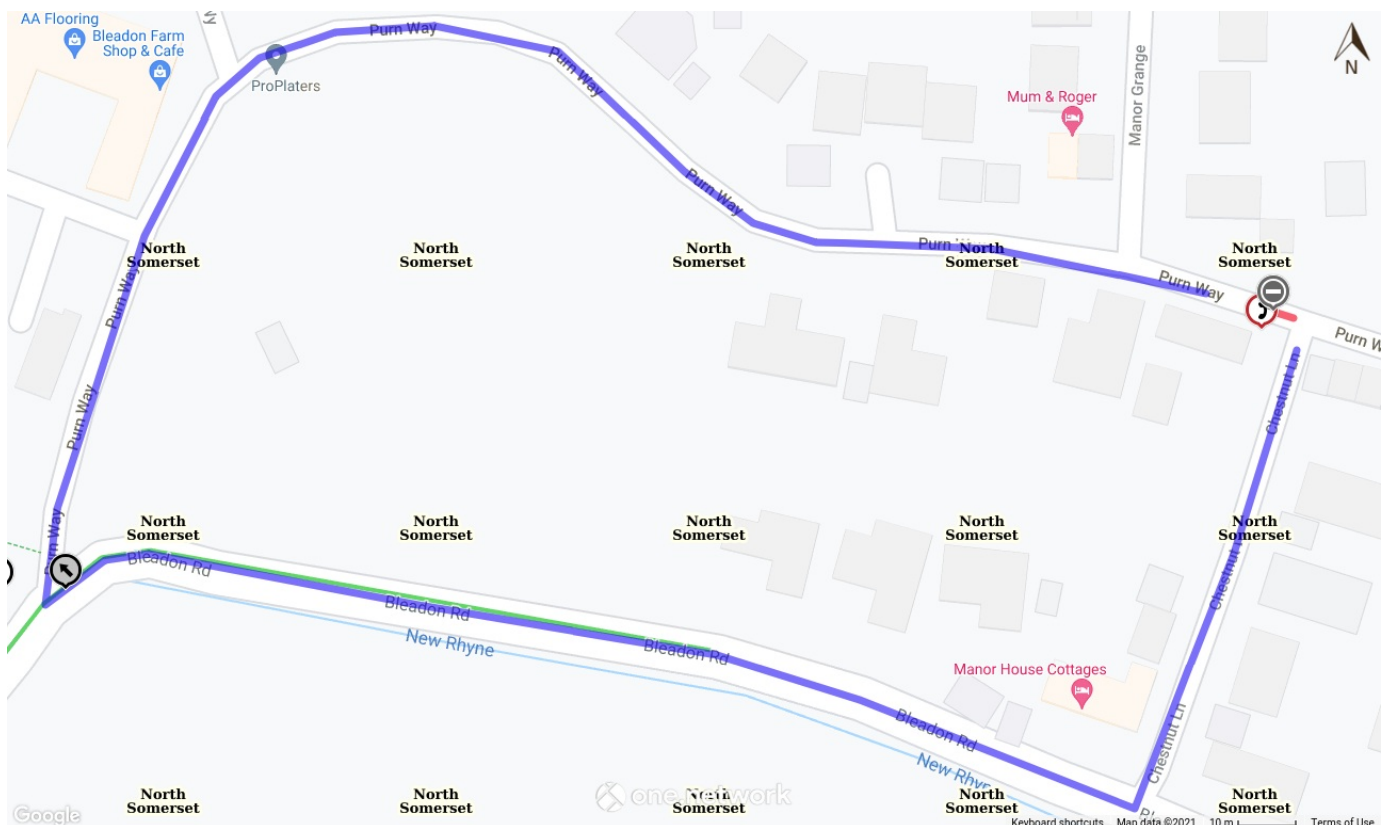 AA Flooring
Bleadon Farm
Shop & Cafe
Purn Way
ProPlaters
Purn Way
Mum & Roger
Manor Grange
N
Purn Way
North
Somerset
North
Somerset
North
Somerset
Purn
North
Somerset
North
Somerset
Purn Way
Purn Way
Purn W
Purn Way
Chestnut Ln
Purn Way
North
Somerset
North
Somerset
North
Somerset
North
Somerset
North
Somerset
Chestnut
Bleadon Rd
Bleadon Rd
New Rhyne
Bleadon Rd
Manor House Cottages
Bleadon Rd
Chestnut Ln
New Rhyn
North
Somerset
North
Somerset
one.network
North
Somerset
North
Somerset
North
Somerset
Google
Keyboard shortcuts
Map data ©2021
10 m
Terms of Use